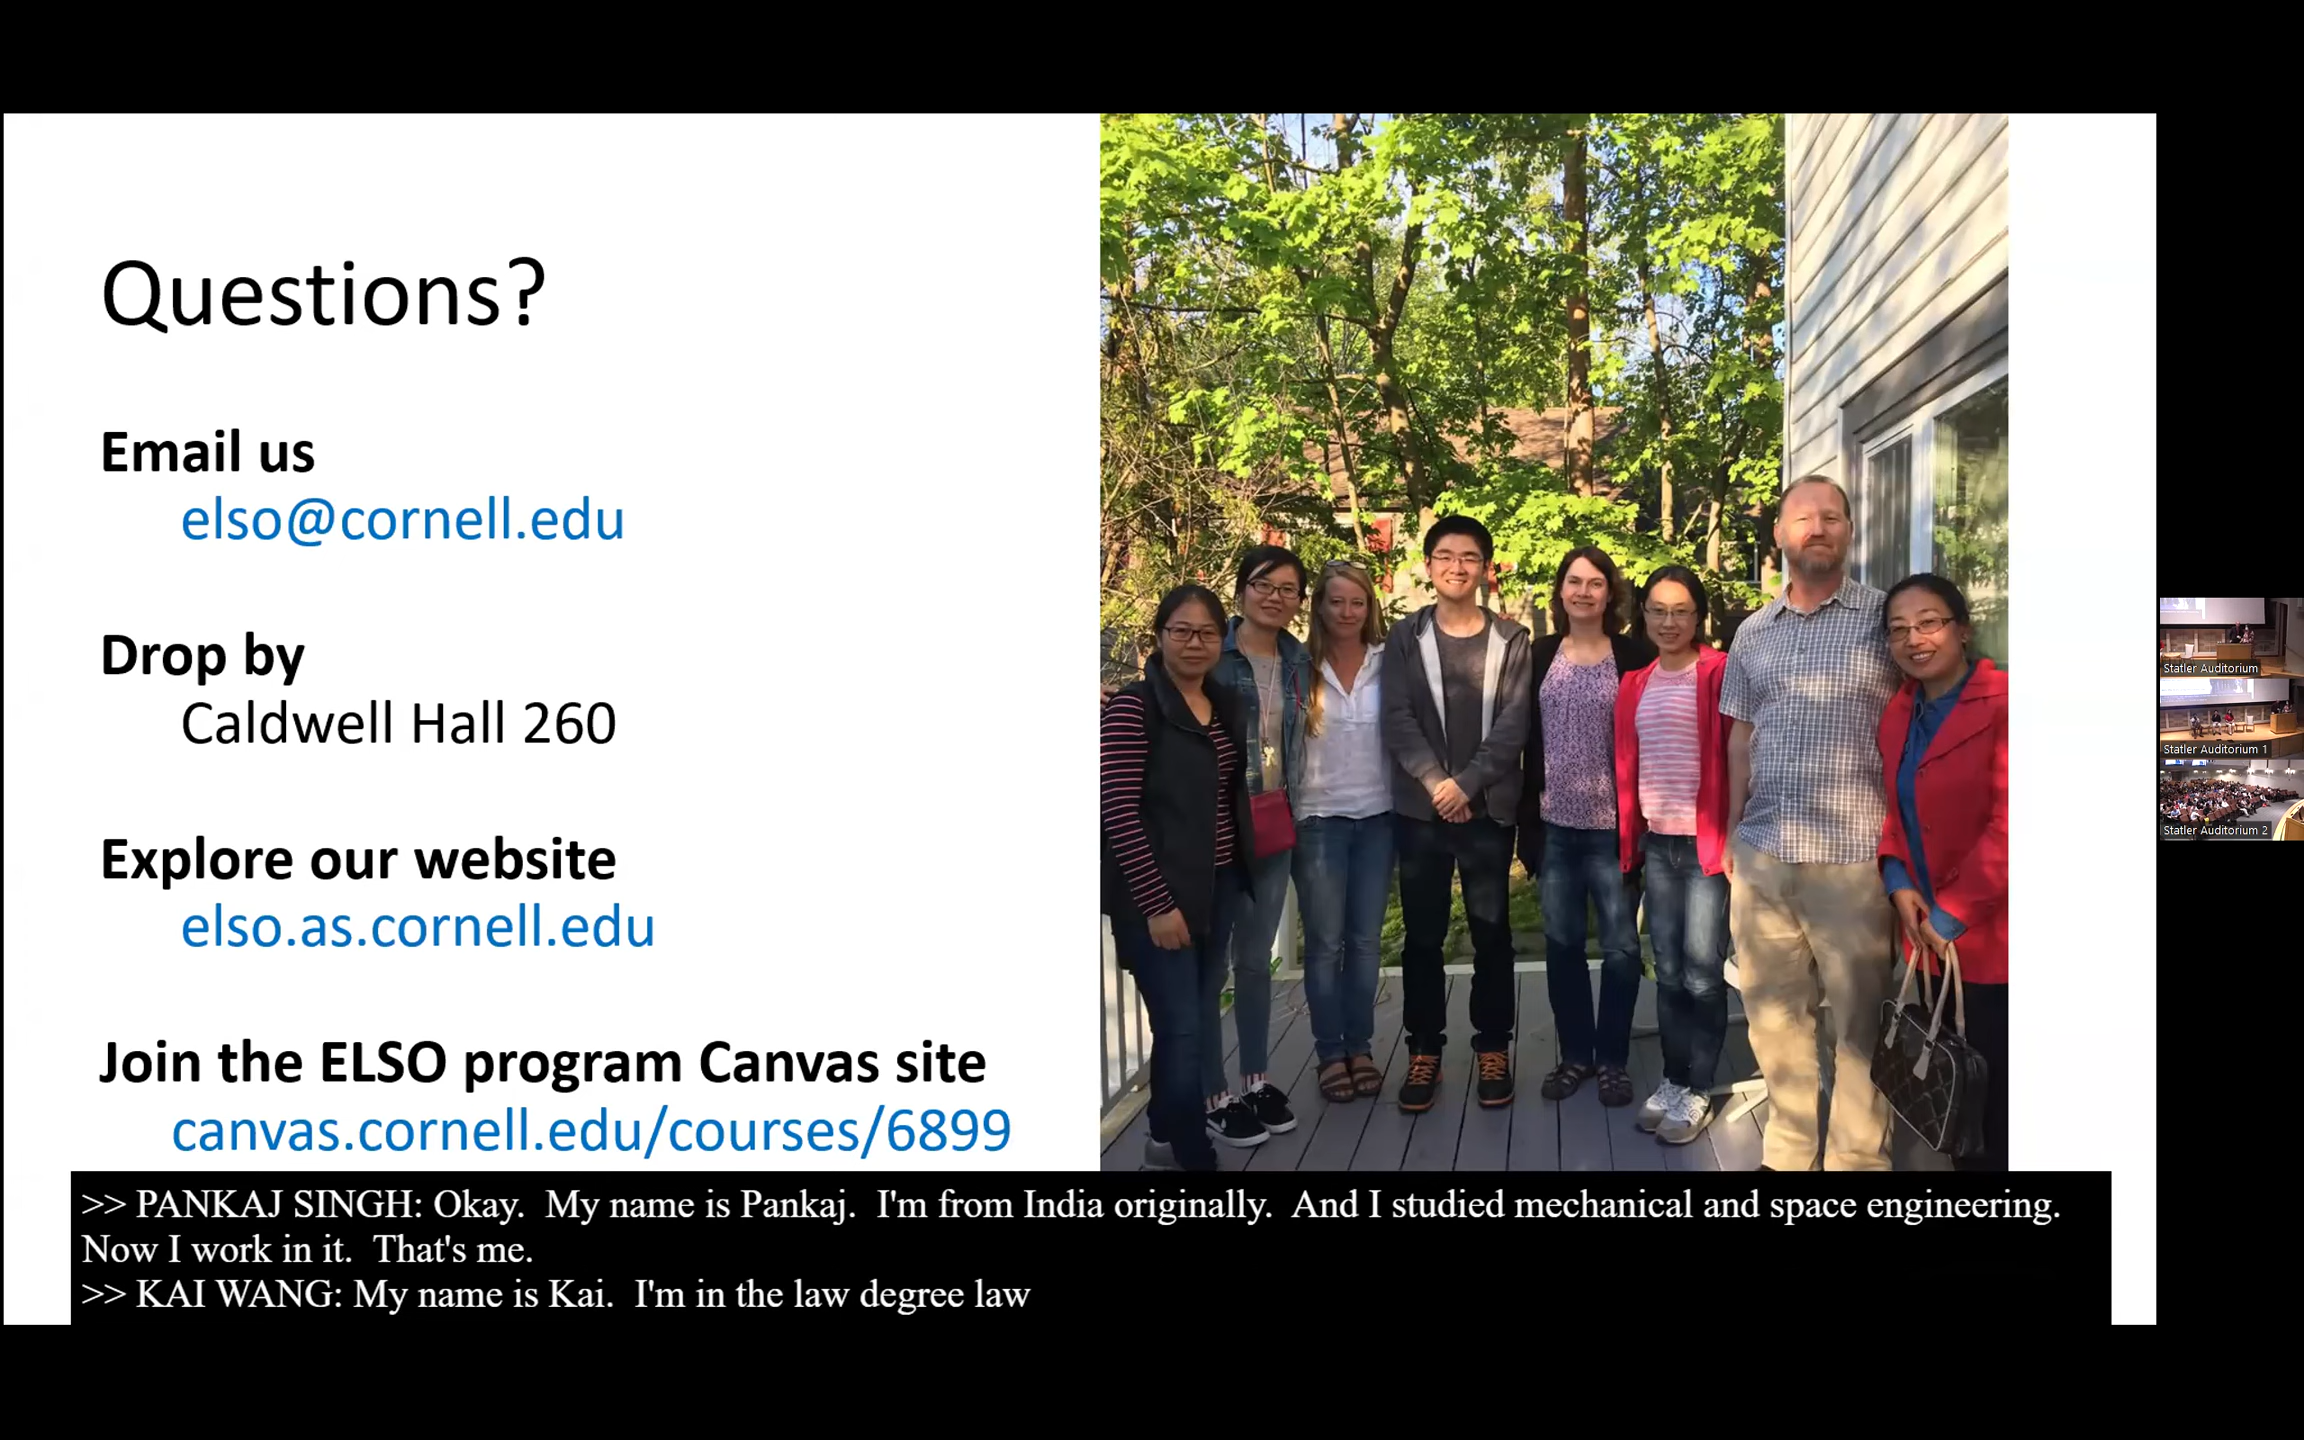 Questions?
Email us
elso@cornell.edu
Drop by
Caldwell Hall 260
Explore our website
elso.as.cornell.edu
Join the ELSO program Canvas site
canvas.cornell.edu/courses/6899
>> PANKAJ SINGH: Okay.  My name is Pankaj.  I'm from India originally.  And I studied mechanical and space engineering.
Now I work in it.  That's me.
>> KAI WANG: My name is Kai.  I'm in the law degree law
Statler Auditorium
Statler Auditorium 1
Statler Auditorium 2